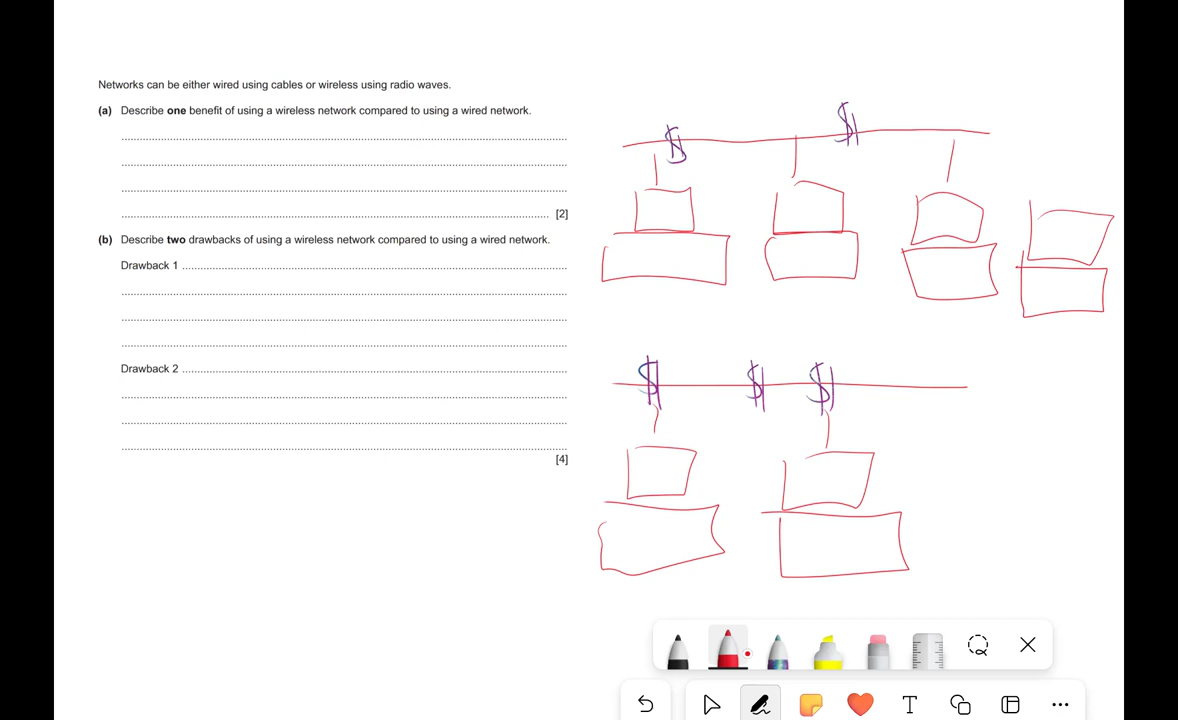 Networks can be either wired using cables or wireless using radio waves.
(a) Describe one benefit of using a wireless network compared to using a wired network.
[2]
(b) Describe two drawbacks of using a wireless network compared to using a wired network.
Drawback 1
Drawback 2
[4]
$ $
$ $ $
T